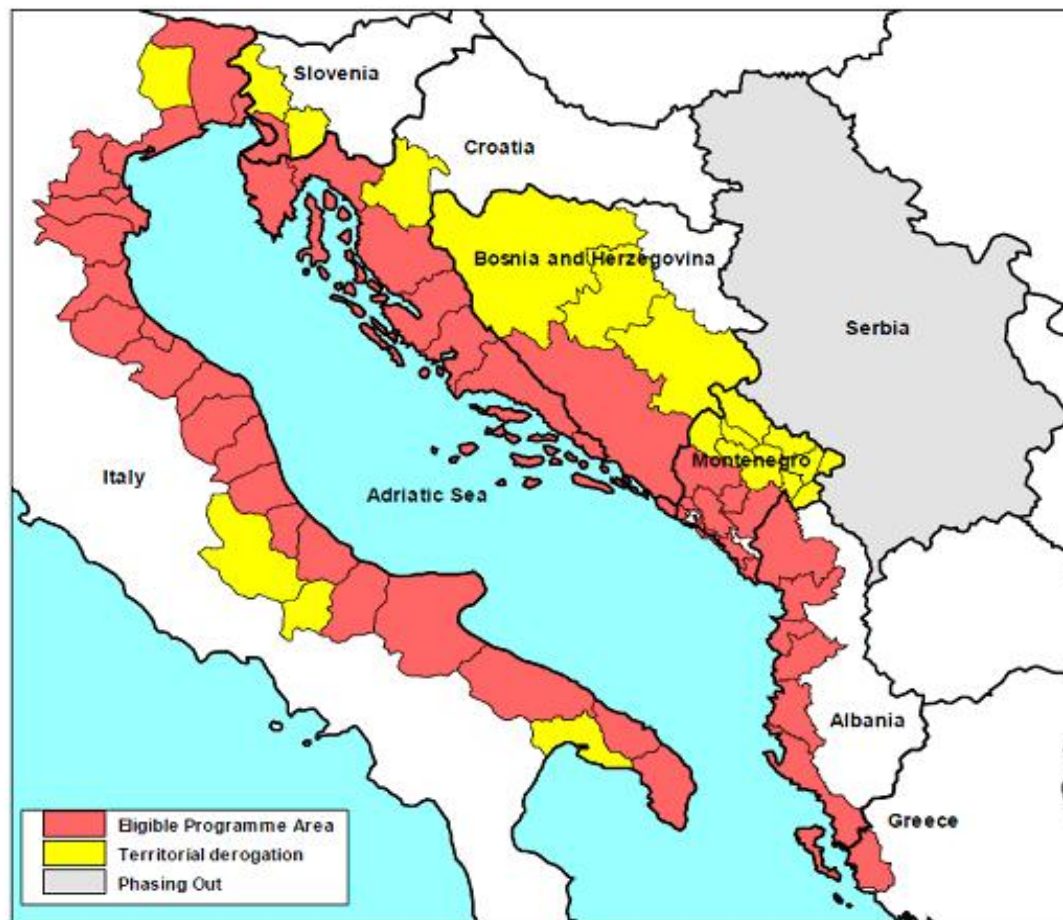 Slovenia
Croatia
Bosnia and Herzegovina
Serbia
Montenegro
Italy
Adriatic Sea
Albania
Greece
Eligible Programme Area
Territorial derogation
Phasing Out